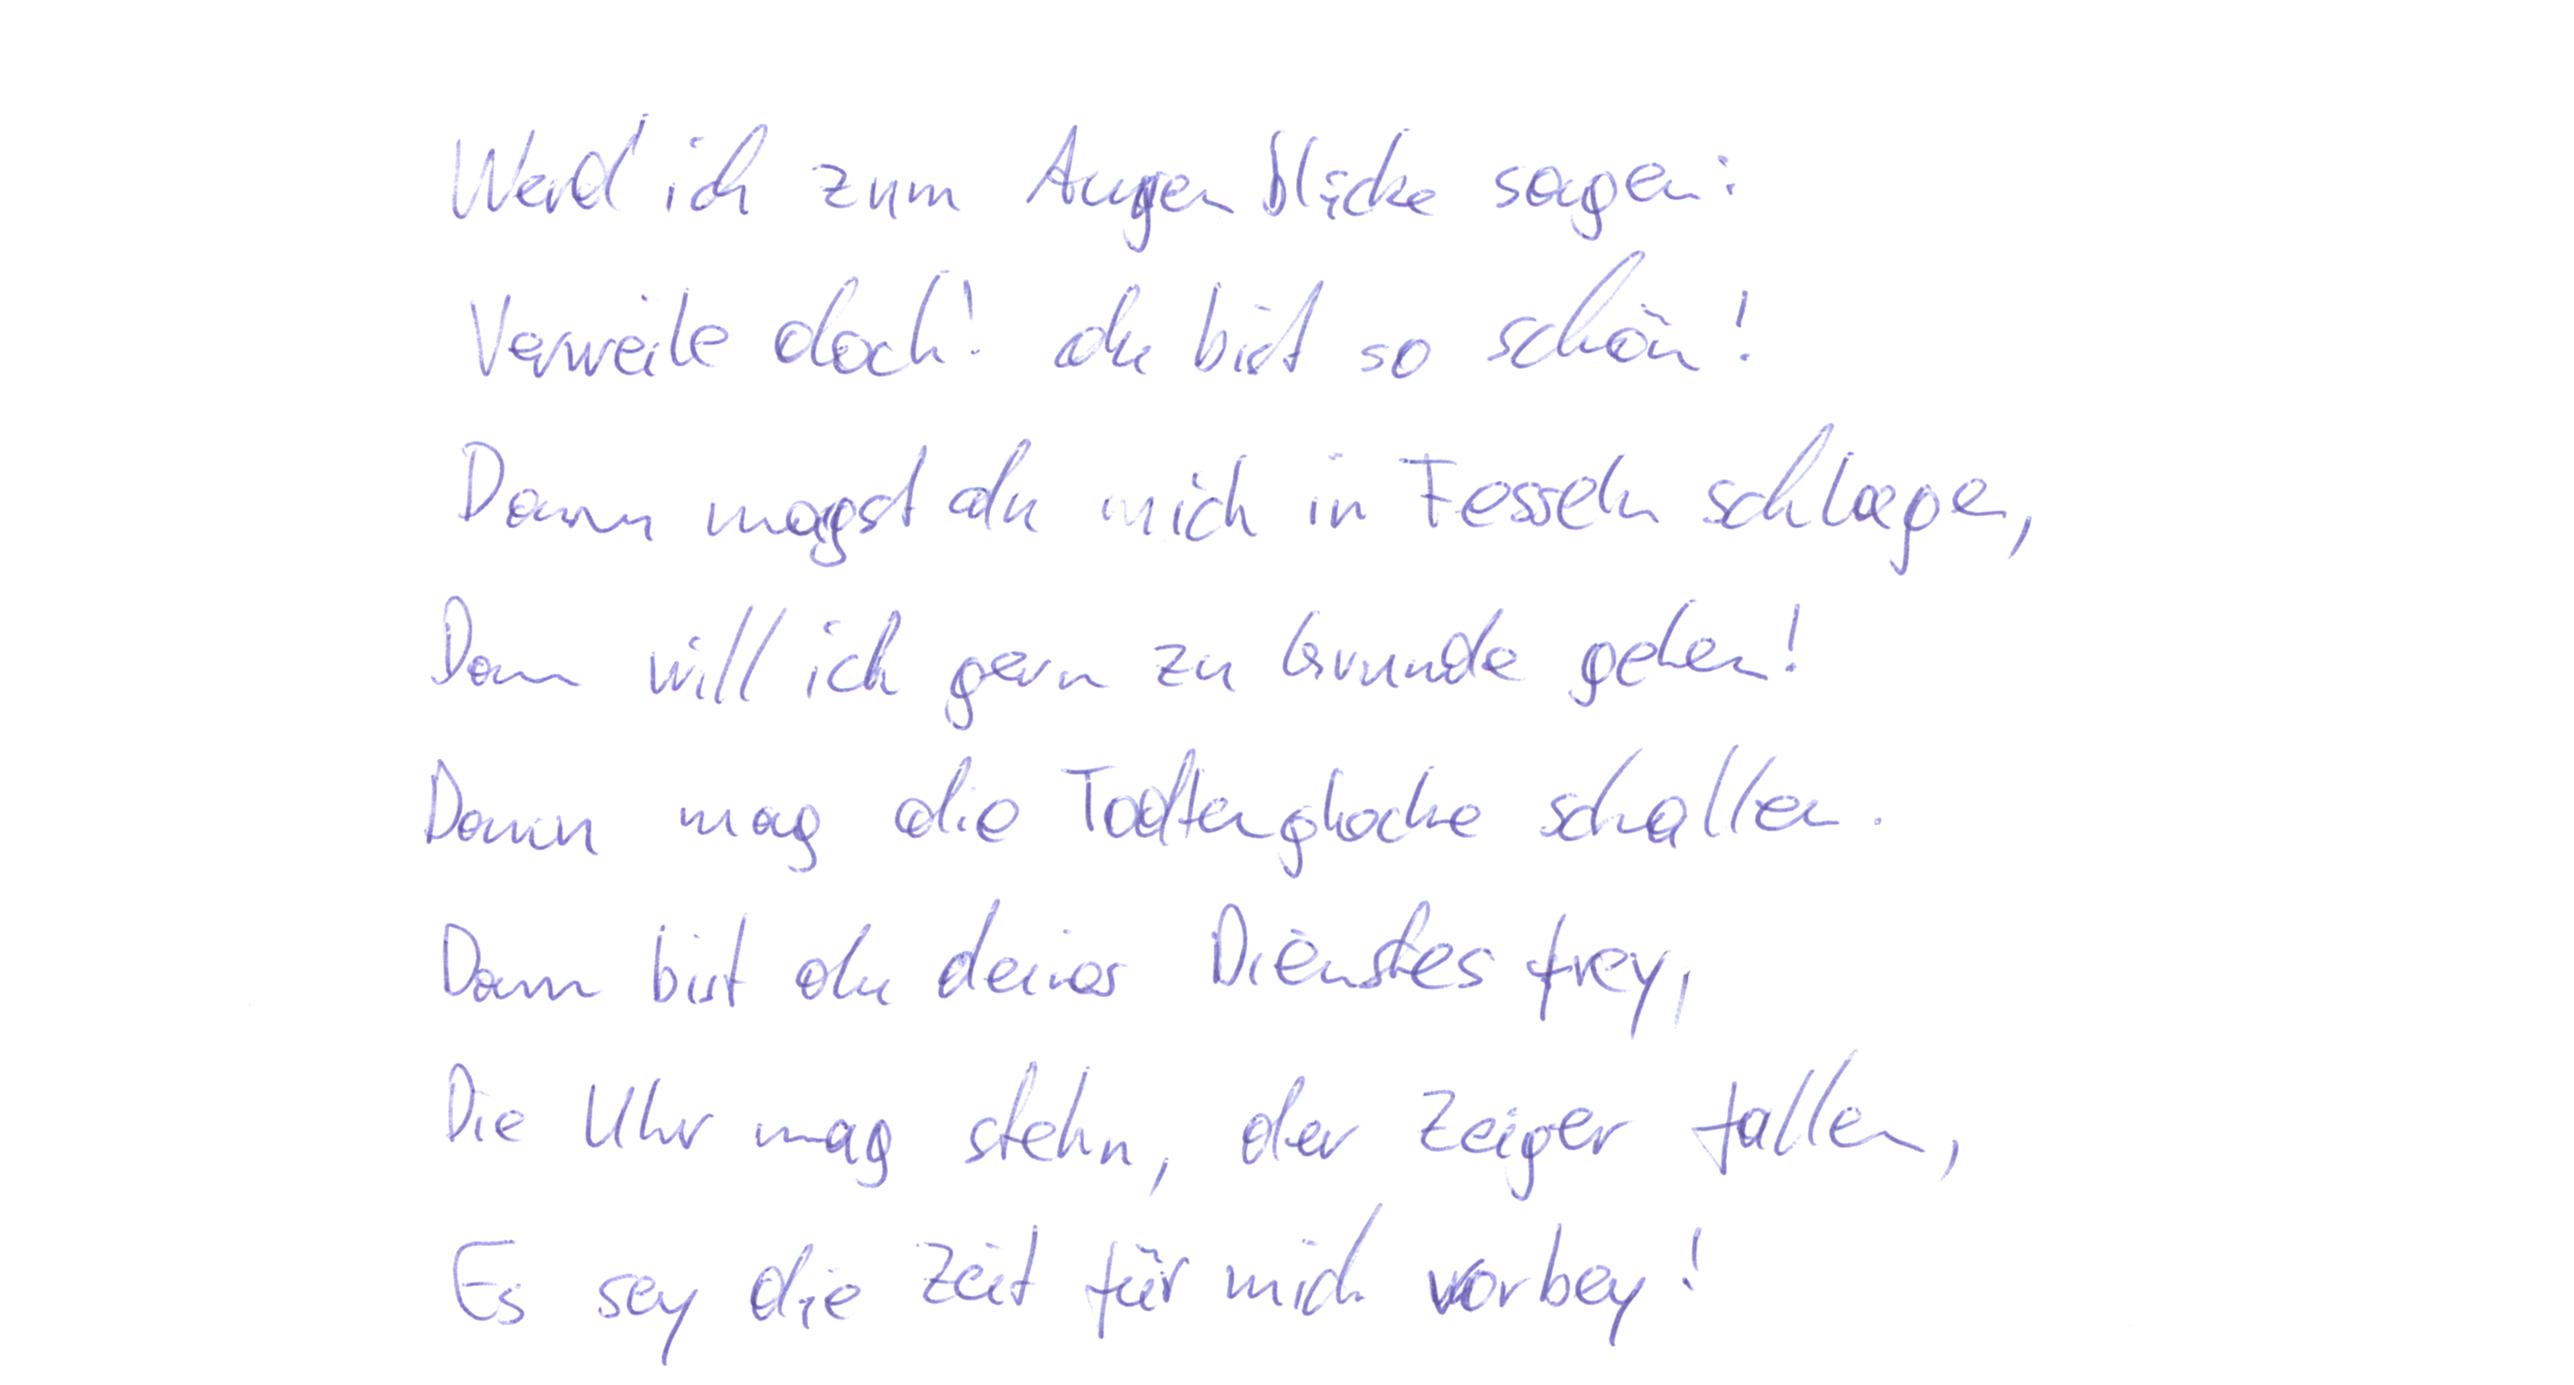 Werd ich zum Augenblicke sagen:
Verweile doch! du bist so schön!
Dann magst du mich in Fesseln schlagen,
Dann will ich gern zu Grunde gehen!
Dann mag die Todtenglocke schallen.
Dann bist du deines Dienstes frey,
Die Uhr mag stehn, der Zeiger fallen,
Es sey die Zeit für mich vorbey!